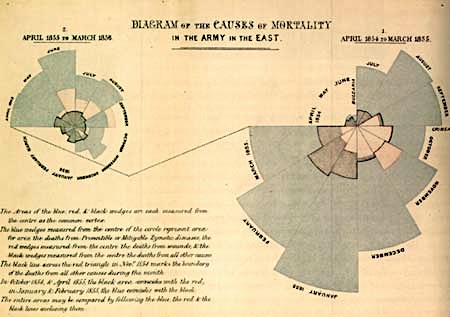 DIAGRAM OF THE CAUSES OF MORTALITY
IN THE ARMY IN THE EAST.
2.
APRIL 1855 TO MARCH 1856.
1.
APRIL 1854 TO MARCH 1855.
APRIL 1855
MAY
JUNE
JULY
AUGUST
SEPTEMBER
OCTOBER
NOVEMBER
DECEMBER
JANUARY 1856
FEBRUARY
MARCH
APRIL 1854
MAY
JUNE
BULGARIA
JULY
AUGUST
SEPTEMBER
CRIMEA
OCTOBER
NOVEMBER
DECEMBER
JANUARY 1855
FEBRUARY
MARCH 1855
The Areas of the blue, red, & black wedges are each measured from
the centre as the common vertex.
The blue wedges measured from the centre of the circle represent area
for area the deaths from Preventible or Mitigable Zymotic diseases; the
red wedges measured from the centre the deaths from wounds; & the
black wedges measured from the centre the deaths from all other causes.
The black line across the red triangle in Nov.r 1854 marks the boundary
of the deaths from all other causes during the month.
In October 1854, & April 1855, the black area coincides with the red,
in January & February 1855, the blue coincides with the black.
The entire areas may be compared by following the blue, the red & the
black lines enclosing them.